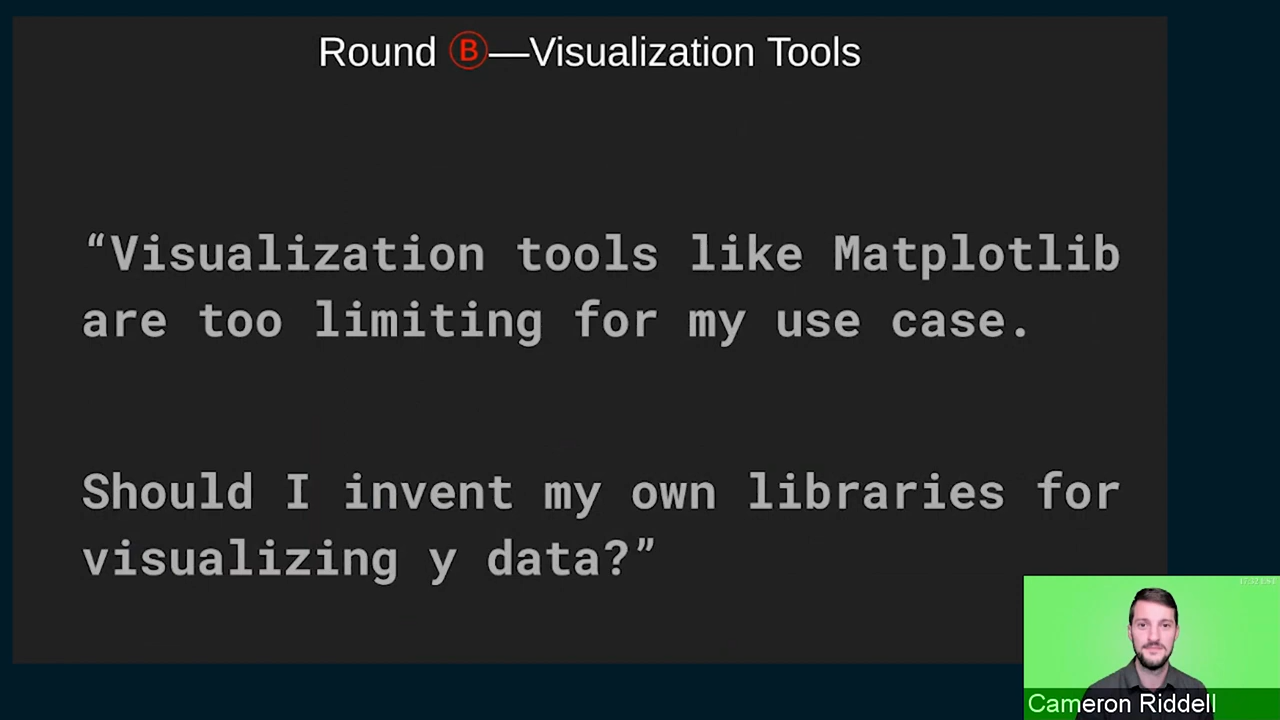 Round Ⓑ—Visualization Tools
“Visualization tools like Matplotlib
are too limiting for my use case.
Should I invent my own libraries for
visualizing y data?”
Cameron Riddell